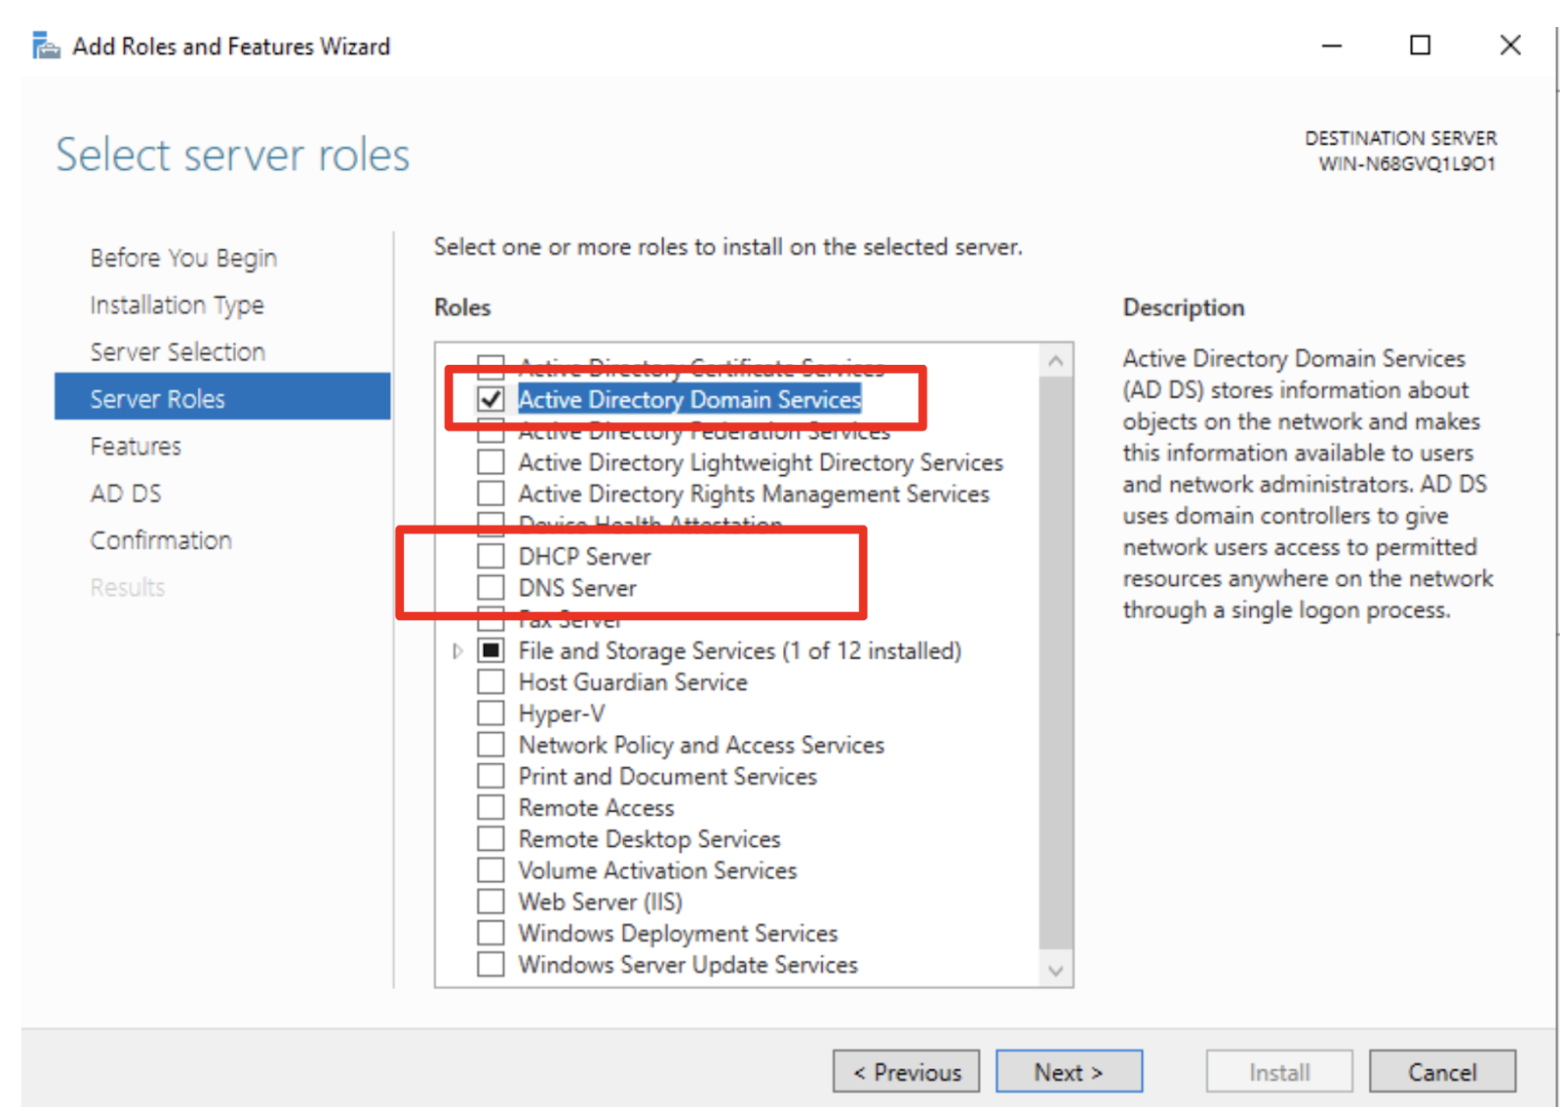 Add Roles and Features Wizard
Select server roles
DESTINATION SERVER
WIN-N68GVQ1L9O1
Before You Begin
Installation Type
Server Selection
Server Roles
Features
AD DS
Confirmation
Results
Select one or more roles to install on the selected server.
Roles
Active Directory Certificate Services
Active Directory Domain Services
Active Directory Federation Services
Active Directory Lightweight Directory Services
Active Directory Rights Management Services
Device Health Attestation
DHCP Server
DNS Server
Fax Server
File and Storage Services (1 of 12 installed)
Host Guardian Service
Hyper-V
Network Policy and Access Services
Print and Document Services
Remote Access
Remote Desktop Services
Volume Activation Services
Web Server (IIS)
Windows Deployment Services
Windows Server Update Services
Description
Active Directory Domain Services
(AD DS) stores information about
objects on the network and makes
this information available to users
and network administrators. AD DS
uses domain controllers to give
network users access to permitted
resources anywhere on the network
through a single logon process.
< Previous
Next >
Install
Cancel